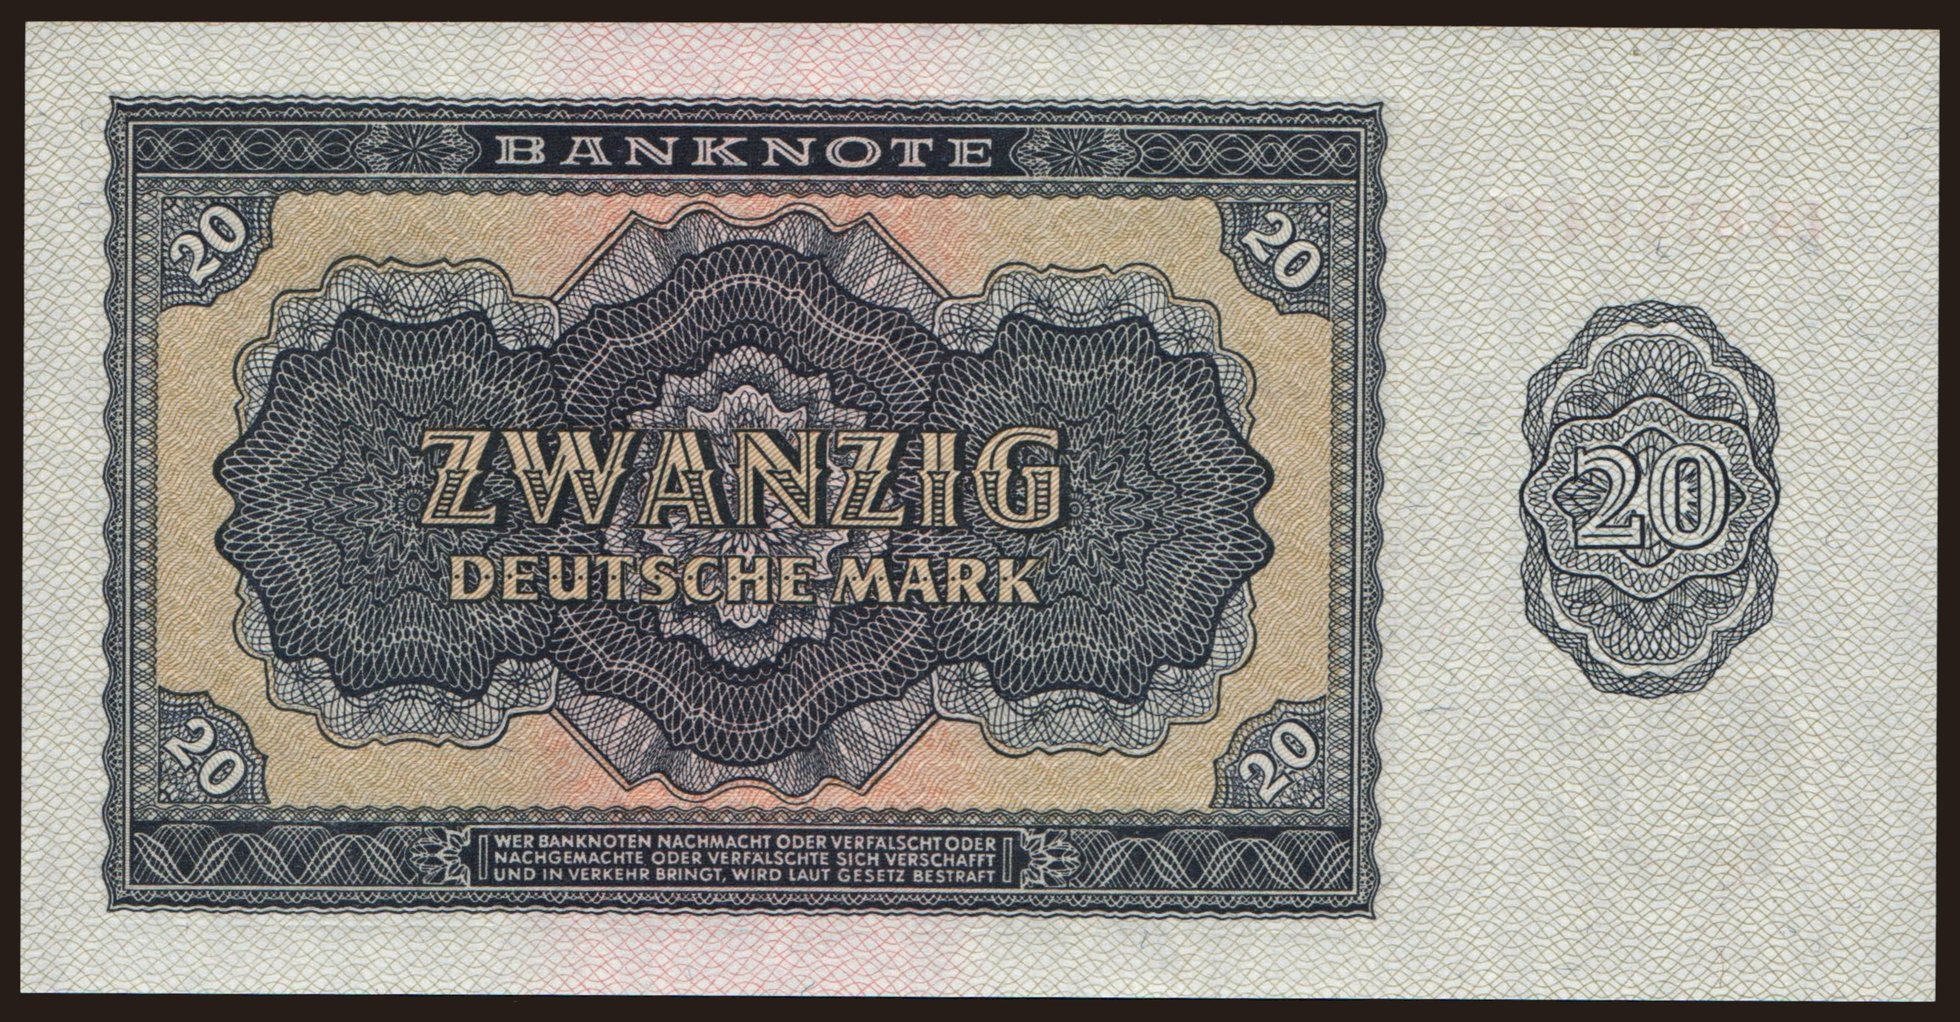 BANKNOTE
20
20
ZWANZIG
20
DEUTSCHE MARK
20
20
WER BANKNOTEN NACHMACHT ODER VERFÄLSCHT ODER
NACHGEMACHTE ODER VERFÄLSCHTE SICH VERSCHAFFT
UND IN VERKEHR BRINGT, WIRD LAUT GESETZ BESTRAFT